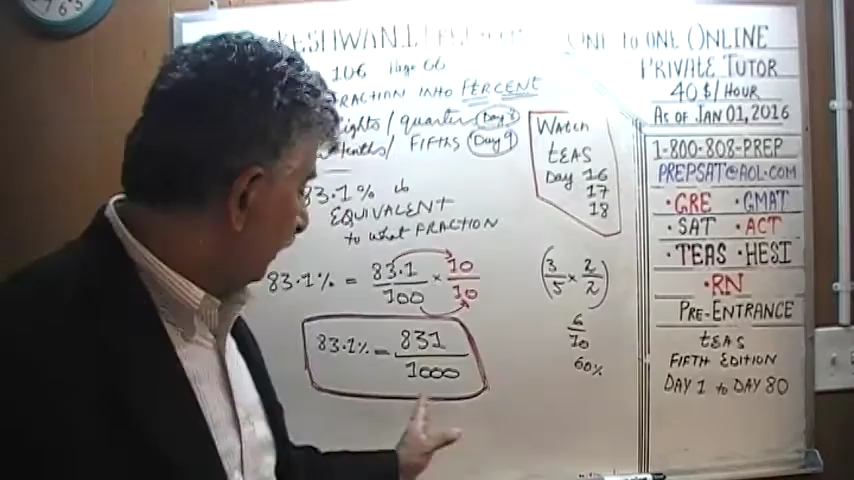 KESHWANI
ONE TO ONE ONLINE
PRIVATE TUTOR
40 $/HOUR
AS OF JAN 01, 2016
1-800-808-PREP
PREPSAT@AOL.COM
• GRE • GMAT
• SAT • ACT
• TEAS • HESI
• RN
PRE-ENTRANCE
TEAS
FIFTH EDITION
DAY 1 to DAY 80
106 Page 66
FRACTION INTO PERCENT
eights / quarters Day 8
tenths / FIFTHS Day 9
Watch
TEAS
Day 16
17
18
83.1% is
EQUIVALENT
to what FRACTION
83.1% = 83.1/100 × 10/10
83.1% = 831/1000
(3/5 × 2/2)
6/10
60%